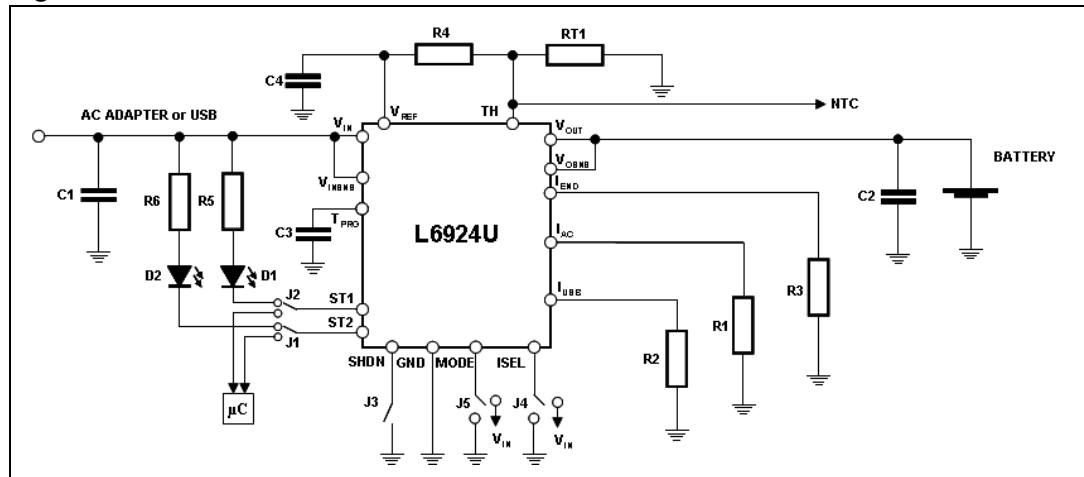 R4 RT1
C4
NTC
AC ADAPTER or USB
VIN VREF TH VOUT
VINBNB VOBNB
IEND
BATTERY
C1 R6 R5 C3 TPRG L6924U C2
IAC
D2 D1
J2 ST1 IUSB R3
J1 ST2 R1
R2
SHDN GND MODE ISEL
µC
J3 J5 J4
VIN VIN